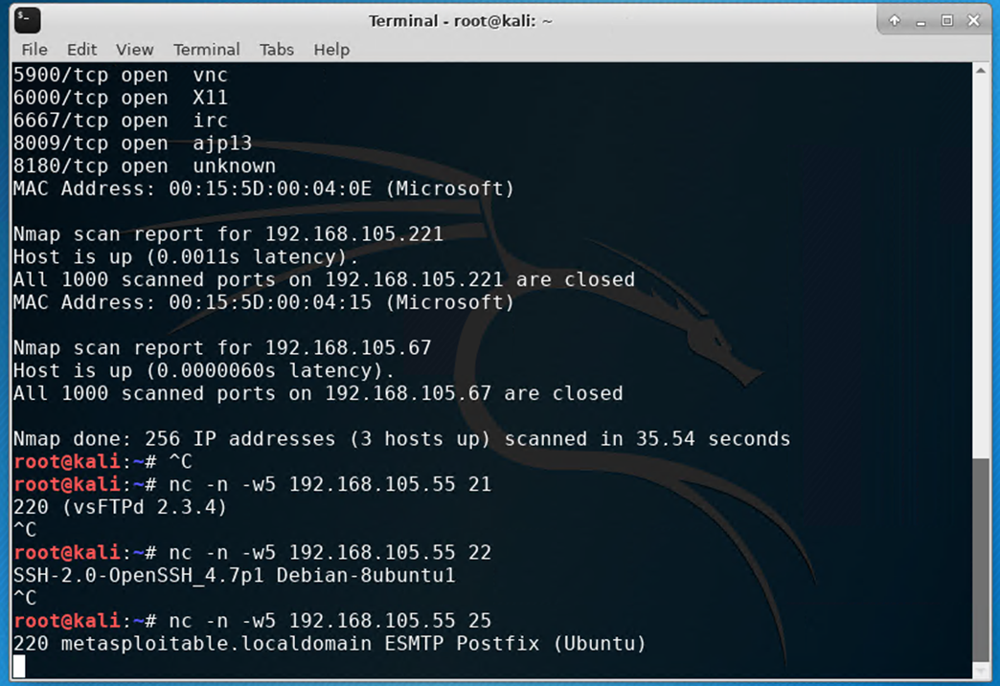 Terminal - root@kali: ~
File Edit View Terminal Tabs Help
5900/tcp open  vnc
6000/tcp open  X11
6667/tcp open  irc
8009/tcp open  ajp13
8180/tcp open  unknown
MAC Address: 00:15:5D:00:04:0E (Microsoft)
Nmap scan report for 192.168.105.221
Host is up (0.0011s latency).
All 1000 scanned ports on 192.168.105.221 are closed
MAC Address: 00:15:5D:00:04:15 (Microsoft)
Nmap scan report for 192.168.105.67
Host is up (0.0000060s latency).
All 1000 scanned ports on 192.168.105.67 are closed
Nmap done: 256 IP addresses (3 hosts up) scanned in 35.54 seconds
root@kali:~# ^C
root@kali:~# nc -n -w5 192.168.105.55 21
220 (vsFTPd 2.3.4)
^C
root@kali:~# nc -n -w5 192.168.105.55 22
SSH-2.0-OpenSSH_4.7p1 Debian-8ubuntu1
^C
root@kali:~# nc -n -w5 192.168.105.55 25
220 metasploitable.localdomain ESMTP Postfix (Ubuntu)